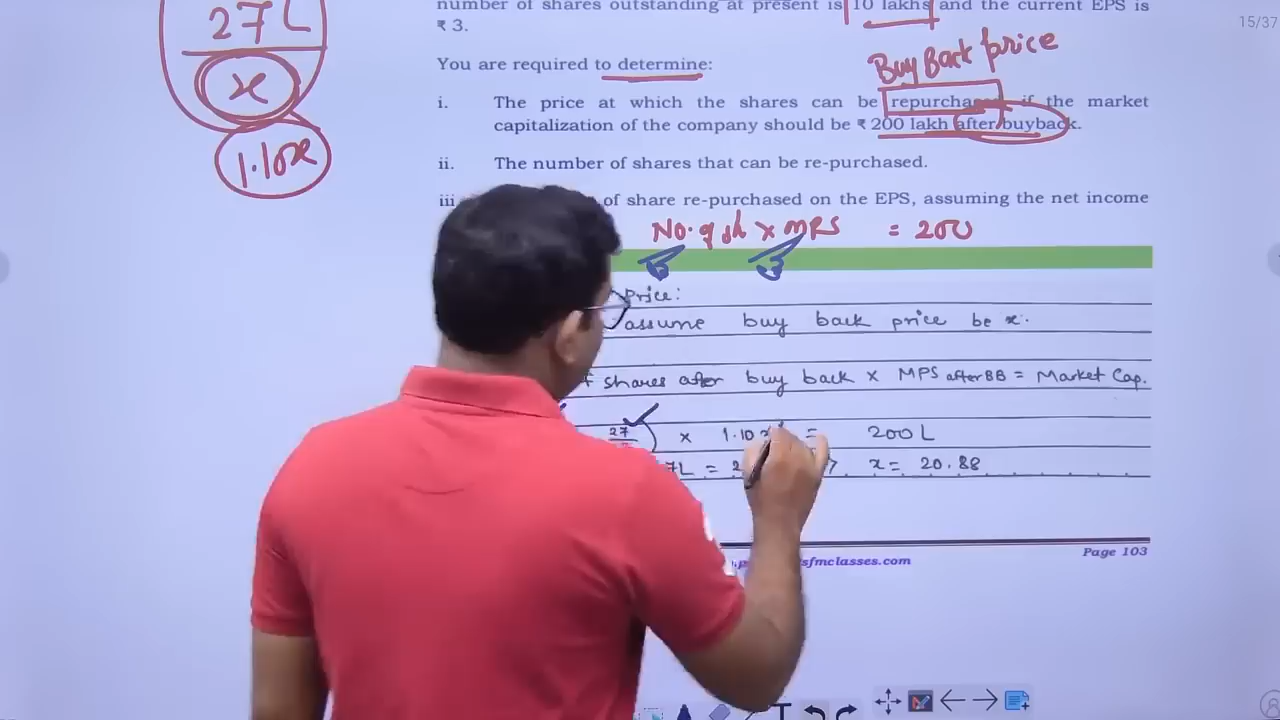 27L
x
1.10x
number of shares outstanding at present is 10 lakhs and the current EPS is
₹ 3.
15/37
Buy Back price
You are required to determine:
i. The price at which the shares can be repurchased if the market
capitalization of the company should be ₹ 200 lakh after buyback.
ii. The number of shares that can be re-purchased.
iii of share re-purchased on the EPS, assuming the net income
No. of sh x MPS = 200
Price:
assume buy back price be x.
shares after buy back x MPS after BB = Market Cap.
27 x 1.10 = 200 L
7L = 2 x = 20.88
sfmclasses.com
Page 103